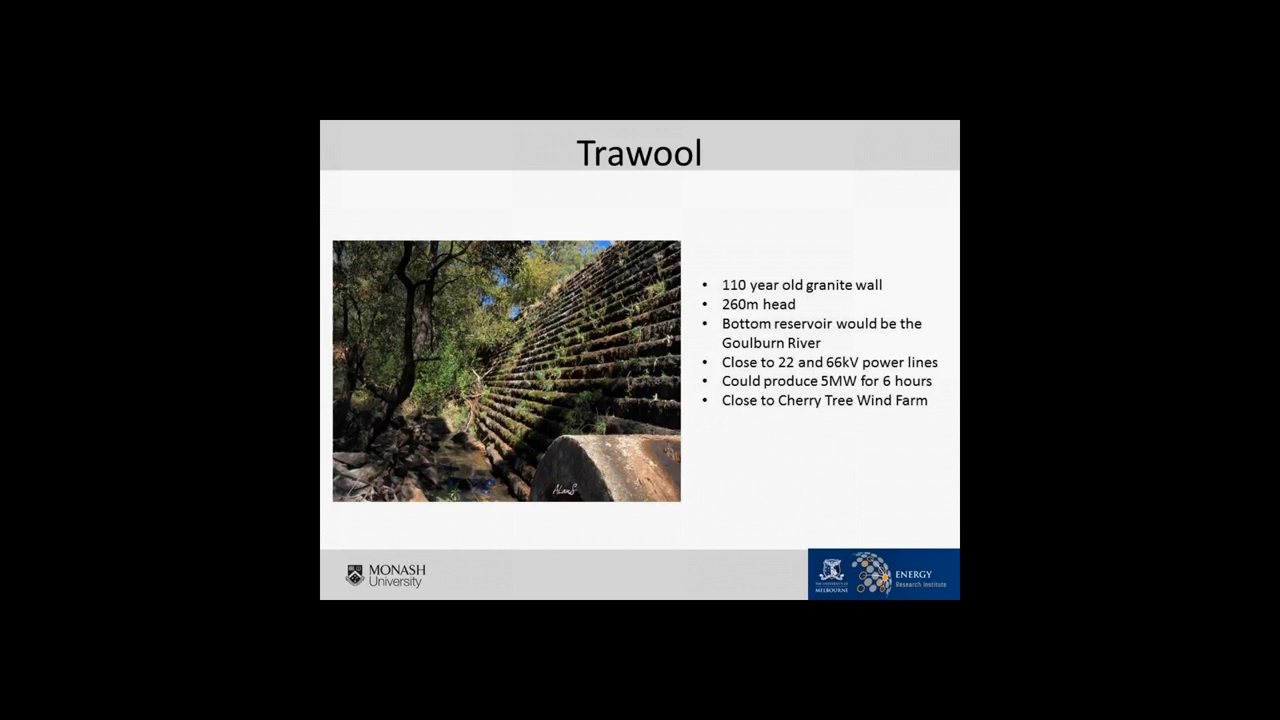 Trawool
• 110 year old granite wall
• 260m head
• Bottom reservoir would be the
Goulburn River
• Close to 22 and 66kV power lines
• Could produce 5MW for 6 hours
• Close to Cherry Tree Wind Farm
AlanS
MONASH
University
THE UNIVERSITY OF
MELBOURNE
ENERGY
Research Institute